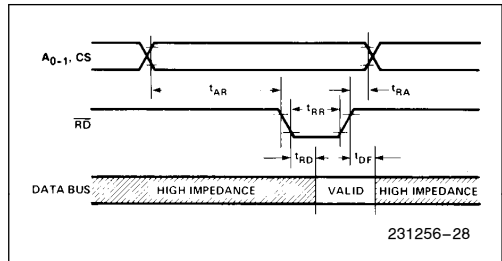 A0-1, CS
tAR
tRA
tRR
RD
tRD
tDF
DATA BUS
HIGH IMPEDANCE
VALID
HIGH IMPEDANCE
231256-28